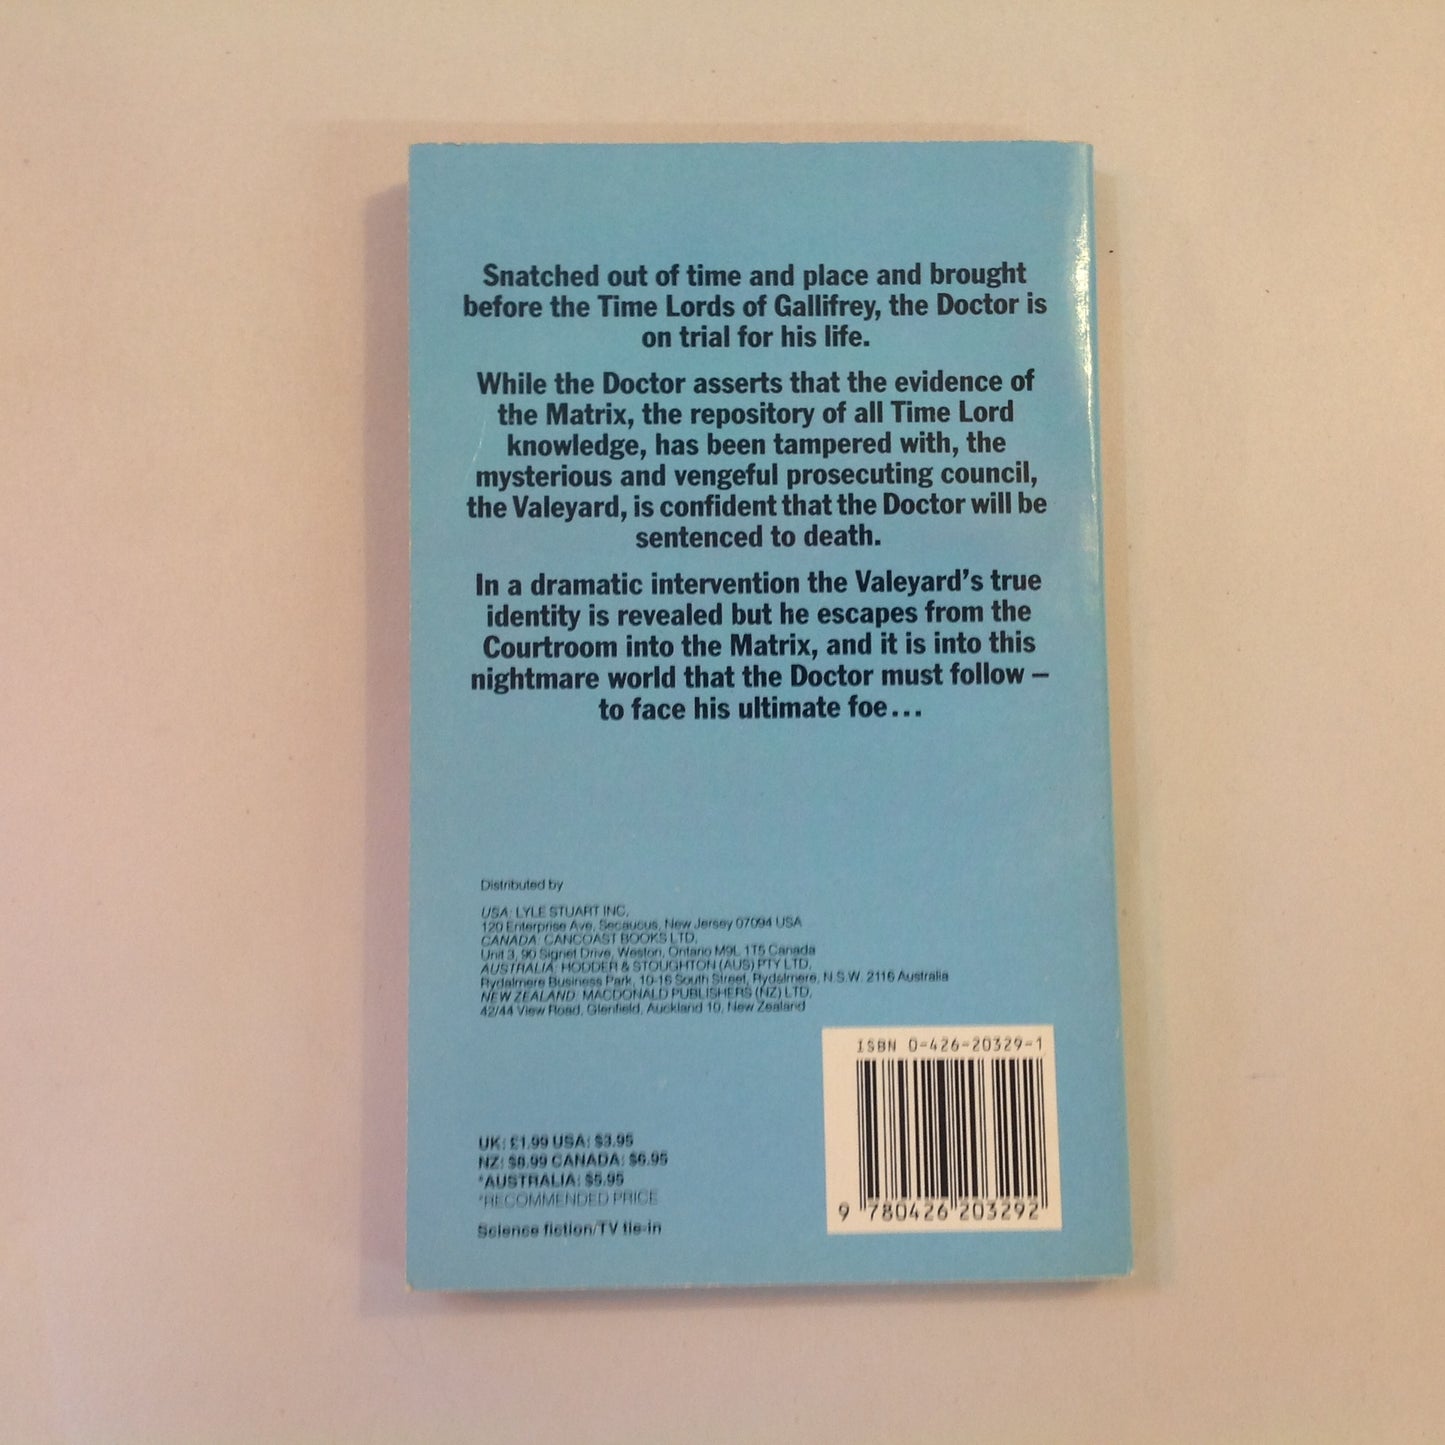 Snatched out of time and place and brought
before the Time Lords of Gallifrey, the Doctor is
on trial for his life.
While the Doctor asserts that the evidence of
the Matrix, the repository of all Time Lord
knowledge, has been tampered with, the
mysterious and vengeful prosecuting council,
the Valeyard, is confident that the Doctor will be
sentenced to death.
In a dramatic intervention the Valeyard's true
identity is revealed but he escapes from the
Courtroom into the Matrix, and it is into this
nightmare world that the Doctor must follow –
to face his ultimate foe...
Distributed by
USA: LYLE STUART INC,
120 Enterprise Ave, Secaucus, New Jersey 07094 USA
CANADA: CANCOAST BOOKS LTD,
Unit 3, 90 Signet Drive, Weston, Ontario M9L 1T5 Canada
AUSTRALIA: HODDER & STOUGHTON (AUS) PTY LTD,
Rydalmere Business Park, 10-16 South Street, Rydalmere, N.S.W. 2116 Australia
NEW ZEALAND: MACDONALD PUBLISHERS (NZ) LTD,
42/44 View Road, Glenfield, Auckland 10, New Zealand
ISBN 0-426-20329-1
9 780426 203292
UK: £1.99 USA: $3.95
NZ: $8.99 CANADA: $6.95
*AUSTRALIA: $5.95
*RECOMMENDED PRICE
Science fiction/TV tie-in